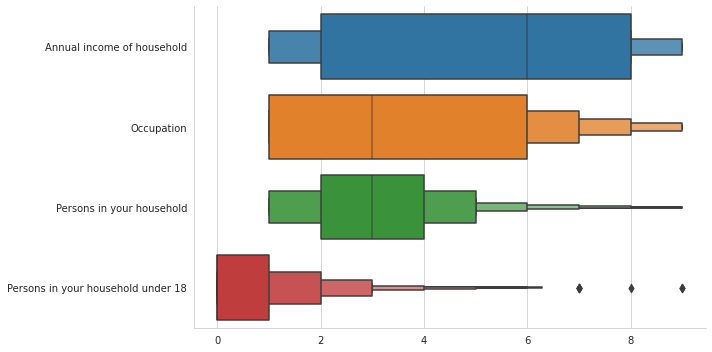 Annual income of household
Occupation
Persons in your household
Persons in your household under 18
0 2 4 6 8